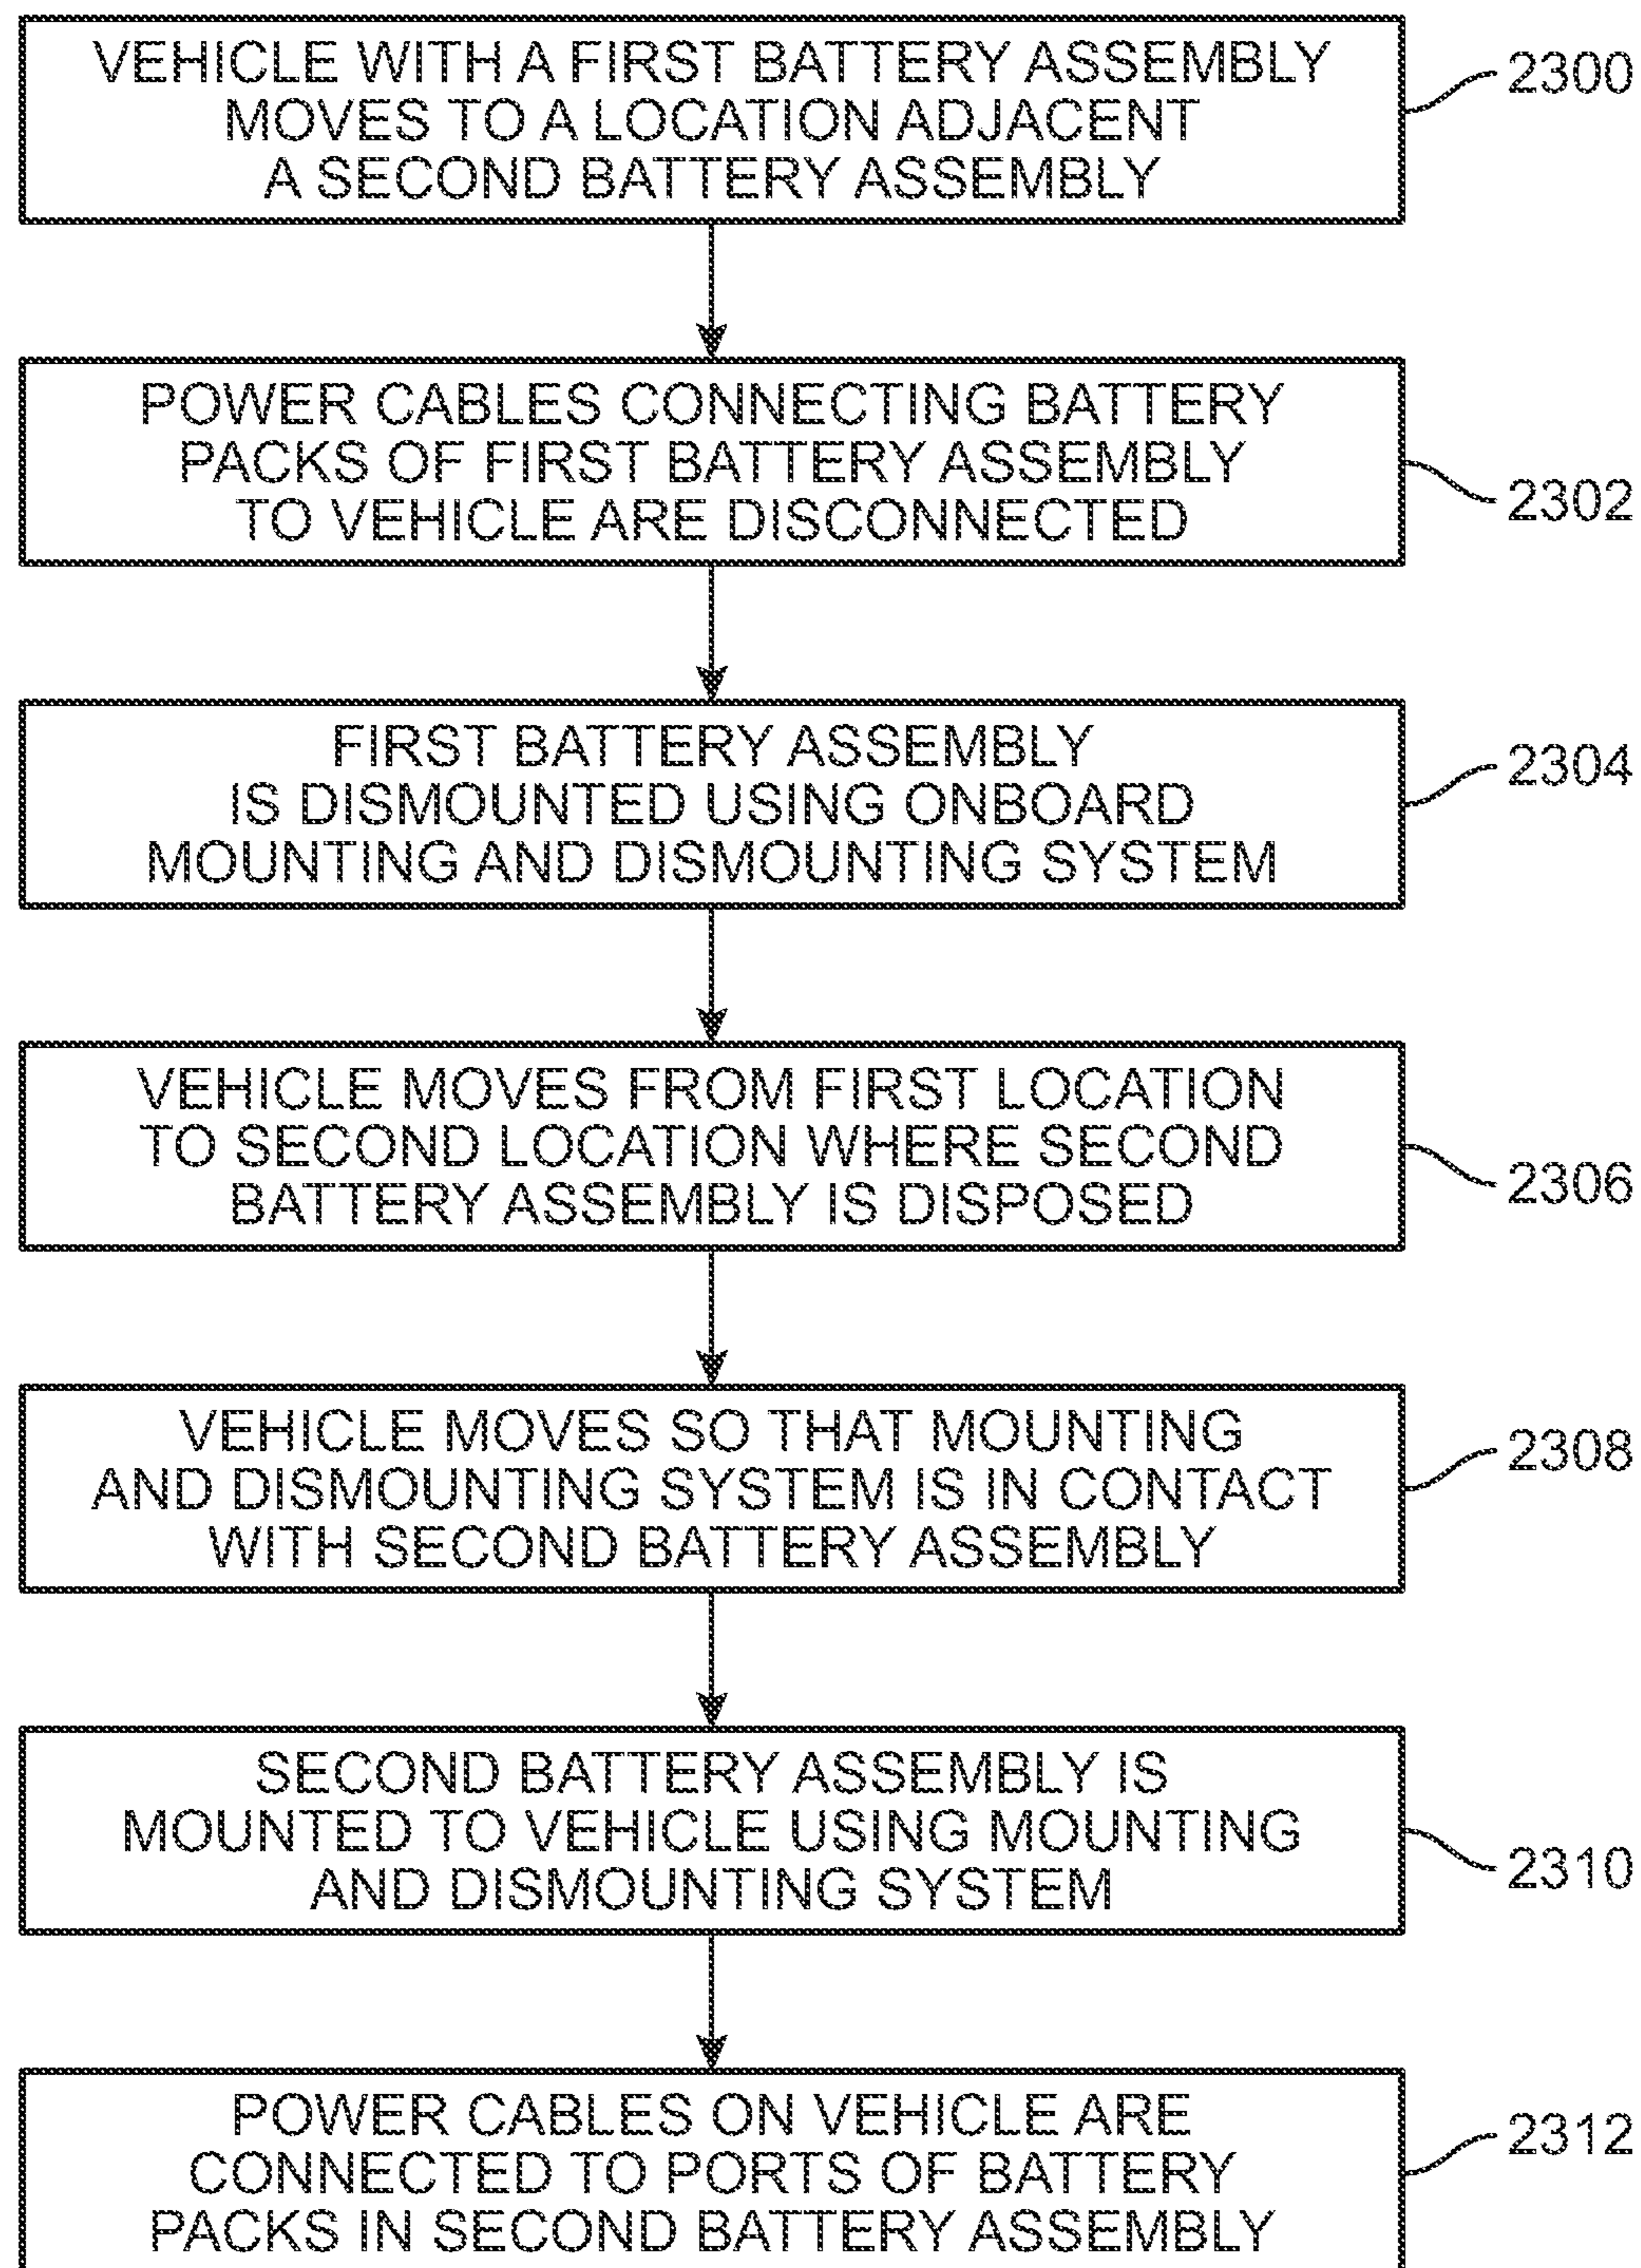 VEHICLE WITH A FIRST BATTERY ASSEMBLY
MOVES TO A LOCATION ADJACENT
A SECOND BATTERY ASSEMBLY
2300
POWER CABLES CONNECTING BATTERY
PACKS OF FIRST BATTERY ASSEMBLY
TO VEHICLE ARE DISCONNECTED
2302
FIRST BATTERY ASSEMBLY
IS DISMOUNTED USING ONBOARD
MOUNTING AND DISMOUNTING SYSTEM
2304
VEHICLE MOVES FROM FIRST LOCATION
TO SECOND LOCATION WHERE SECOND
BATTERY ASSEMBLY IS DISPOSED
2306
VEHICLE MOVES SO THAT MOUNTING
AND DISMOUNTING SYSTEM IS IN CONTACT
WITH SECOND BATTERY ASSEMBLY
2308
SECOND BATTERY ASSEMBLY IS
MOUNTED TO VEHICLE USING MOUNTING
AND DISMOUNTING SYSTEM
2310
POWER CABLES ON VEHICLE ARE
CONNECTED TO PORTS OF BATTERY
PACKS IN SECOND BATTERY ASSEMBLY
2312